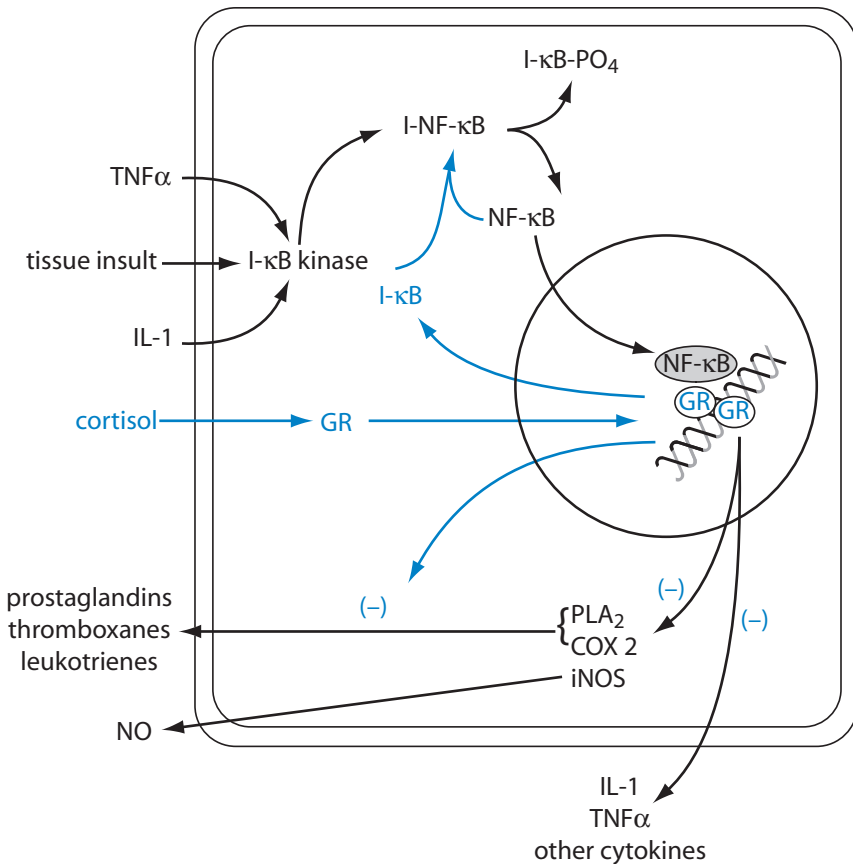 I-κB-PO₄
I-NF-κB
TNFα
NF-κB
tissue insult
I-κB kinase
I-κB
IL-1
NF-κB
GR
GR
cortisol
GR
(–)
(–)
(–)
prostaglandins
thromboxanes
leukotrienes
{
PLA₂
COX 2
iNOS
NO
IL-1
TNFα
other cytokines